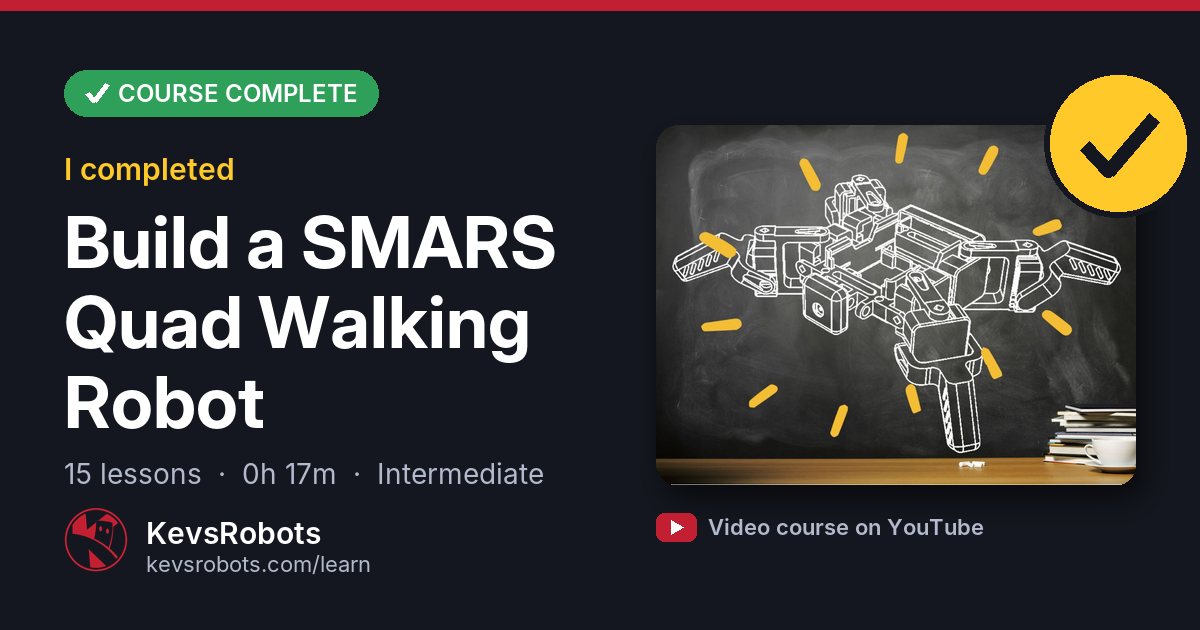 COURSE COMPLETE
I completed
Build a SMARS
Quad Walking
Robot
15 lessons · 0h 17m · Intermediate
KevsRobots
kevsrobots.com/learn
Video course on YouTube